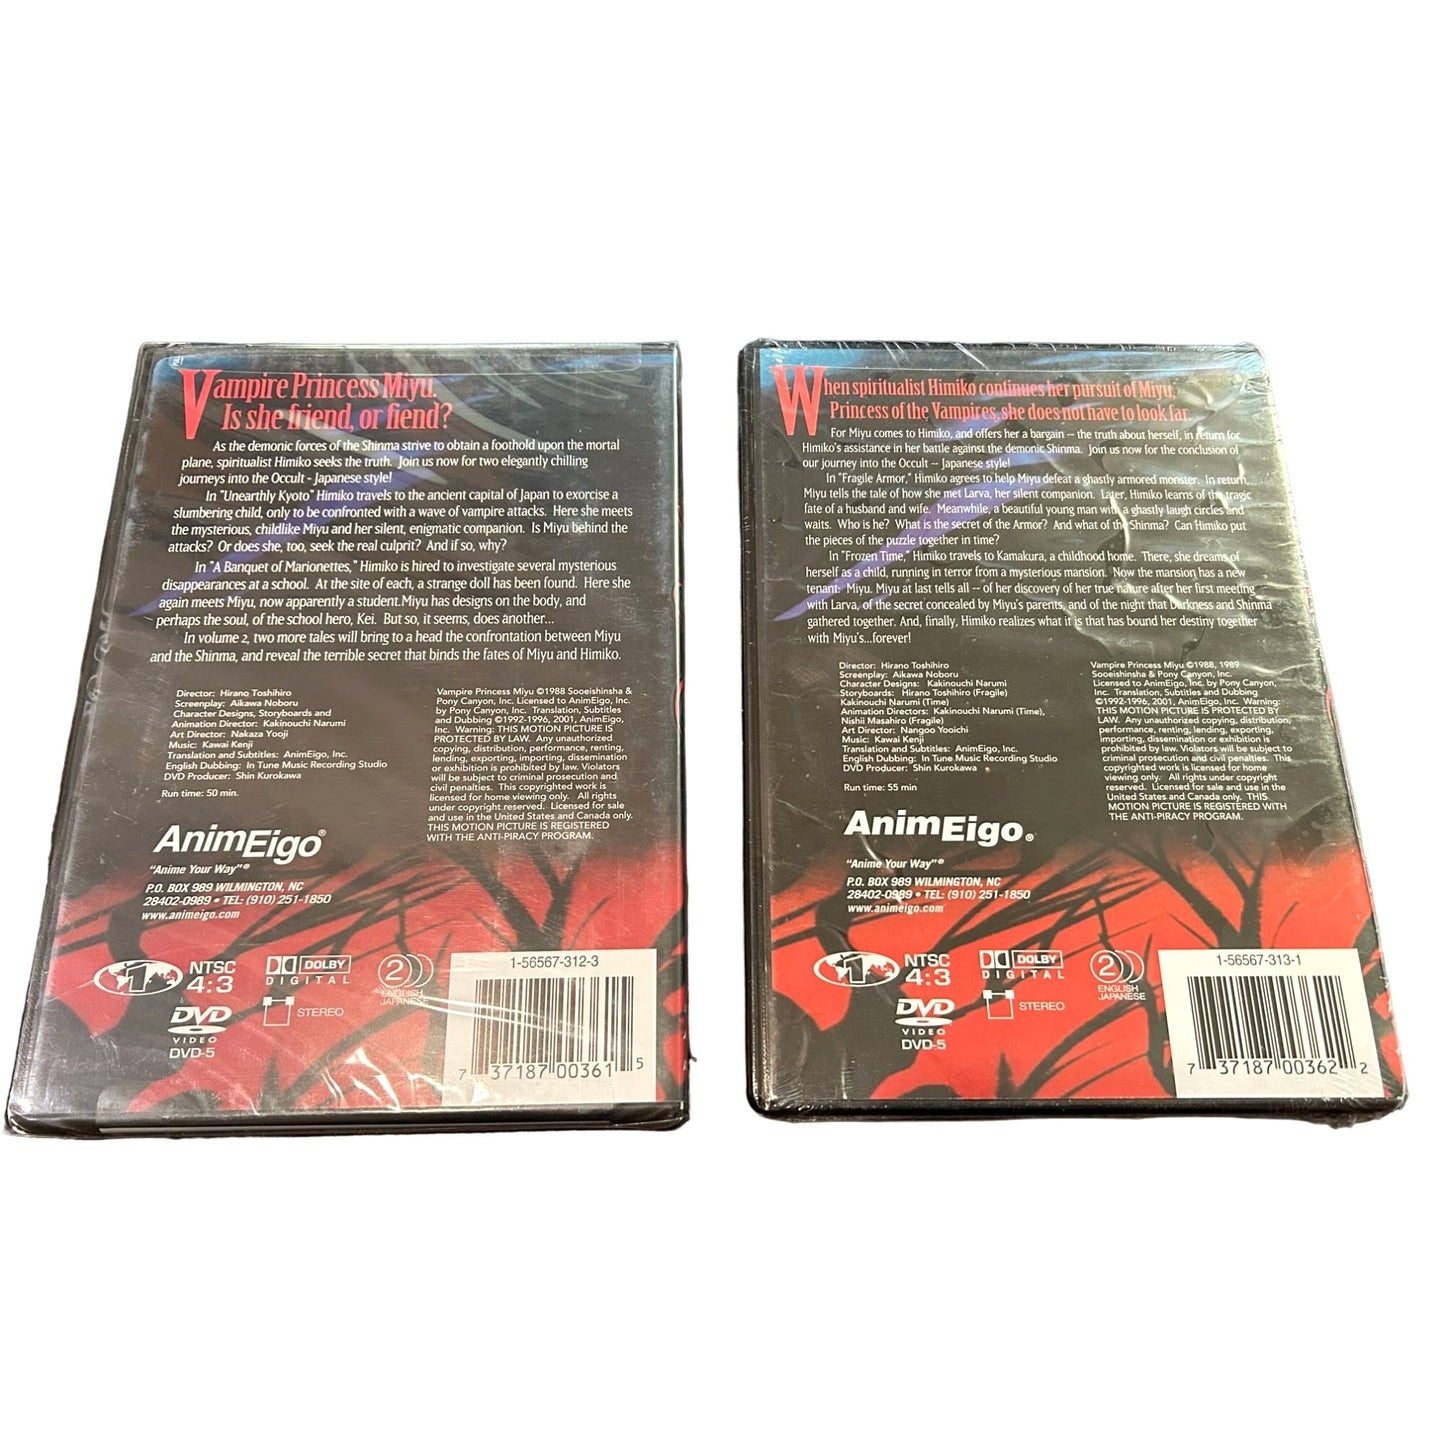 Vampire Princess Miyu.
Is she friend, or fiend?
As the demonic forces of the Shinma strive to obtain a foothold upon the mortal
plane, spiritualist Himiko seeks the truth. Join us now for two elegantly chilling
journeys into the Occult - Japanese style!
In "Unearthly Kyoto" Himiko travels to the ancient capital of Japan to exorcise a
slumbering child, only to be confronted with a wave of vampire attacks. Here she meets
the mysterious, childlike Miyu and her silent, enigmatic companion. Is Miyu behind the
attacks? Or does she, too, seek the real culprit? And if so, why?
In "A Banquet of Marionettes," Himiko is hired to investigate several mysterious
disappearances at a school. At the site of each, a strange doll has been found. Here she
again meets Miyu, now apparently a student.Miyu has designs on the body, and
perhaps the soul, of the school hero, Kei. But so, it seems, does another...
In volume 2, two more tales will bring to a head the confrontation between Miyu
and the Shinma, and reveal the terrible secret that binds the fates of Miyu and Himiko.
Director: Hirano Toshihiro
Screenplay: Aikawa Noboru
Character Designs, Storyboards and
Animation Director: Kakinouchi Narumi
Art Director: Nakaza Yooji
Music: Kawai Kenji
Translation and Subtitles: AnimEigo, Inc.
English Dubbing: In Tune Music Recording Studio
DVD Producer: Shin Kurokawa
Run time: 50 min.
Vampire Princess Miyu ©1988 Sooeishinsha &
Pony Canyon, Inc. Licensed to AnimEigo, Inc.
by Pony Canyon, Inc. Translation, Subtitles
and Dubbing ©1992-1996, 2001, AnimEigo,
Inc. Warning: THIS MOTION PICTURE IS
PROTECTED BY LAW. Any unauthorized
copying, distribution, performance, renting,
lending, exporting, importing, dissemination
or exhibition is prohibited by law. Violators
will be subject to criminal prosecution and
civil penalties. This copyrighted work is
licensed for home viewing only. All rights
under copyright reserved. Licensed for sale
and use in the United States and Canada only.
THIS MOTION PICTURE IS REGISTERED
WITH THE ANTI-PIRACY PROGRAM.
AnimEigo®
"Anime Your Way"®
P.O. BOX 989 WILMINGTON, NC
28402-0989 • TEL: (910) 251-1850
www.animeigo.com
1
NTSC
4:3
DVD
VIDEO
DVD-5
DOLBY
DIGITAL
STEREO
2
ENGLISH
JAPANESE
1-56567-312-3
7 37187 00361 5
When spiritualist Himiko continues her pursuit of Miyu,
Princess of the Vampires, she does not have to look far.
For Miyu comes to Himiko, and offers her a bargain -- the truth about herself, in return for
Himiko's assistance in her battle against the demonic Shinma. Join us now for the conclusion of
our journey into the Occult -- Japanese style!
In "Fragile Armor," Himiko agrees to help Miyu defeat a ghastly armored monster. In return,
Miyu tells the tale of how she met Larva, her silent companion. Later, Himiko learns of the tragic
fate of a husband and wife. Meanwhile, a beautiful young man with a ghastly laugh circles and
waits. Who is he? What is the secret of the Armor? And what of the Shinma? Can Himiko put
the pieces of the puzzle together in time?
In "Frozen Time," Himiko travels to Kamakura, a childhood home. There, she dreams of
herself as a child, running in terror from a mysterious mansion. Now the mansion has a new
tenant: Miyu. Miyu at last tells all -- of her discovery of her true nature after her first meeting
with Larva, of the secret concealed by Miyu's parents, and of the night that Darkness and Shinma
gathered together. And, finally, Himiko realizes what it is that has bound her destiny together
with Miyu's...forever!
Director: Hirano Toshihiro
Screenplay: Aikawa Noboru
Character Designs: Kakinouchi Narumi
Storyboards: Hirano Toshihiro (Fragile)
Kakinouchi Narumi (Time)
Animation Directors: Kakinouchi Narumi (Time),
Nishii Masahiro (Fragile)
Art Director: Nangoo Yooichi
Music: Kawai Kenji
Translation and Subtitles: AnimEigo, Inc.
English Dubbing: In Tune Music Recording Studio
DVD Producer: Shin Kurokawa
Run time: 55 min
Vampire Princess Miyu ©1988, 1989
Sooeishinsha & Pony Canyon, Inc.
Licensed to AnimEigo, Inc. by Pony Canyon,
Inc. Translation, Subtitles and Dubbing
©1992-1996, 2001, AnimEigo, Inc. Warning:
THIS MOTION PICTURE IS PROTECTED BY
LAW. Any unauthorized copying, distribution,
performance, renting, lending, exporting,
importing, dissemination or exhibition is
prohibited by law. Violators will be subject to
criminal prosecution and civil penalties. This
copyrighted work is licensed for home
viewing only. All rights under copyright
reserved. Licensed for sale and use in the
United States and Canada only. THIS
MOTION PICTURE IS REGISTERED WITH
THE ANTI-PIRACY PROGRAM.
AnimEigo®
"Anime Your Way"®
P.O. BOX 989 WILMINGTON, NC
28402-0989 • TEL: (910) 251-1850
www.animeigo.com
1
NTSC
4:3
DVD
VIDEO
DVD-5
DOLBY
DIGITAL
STEREO
2
ENGLISH
JAPANESE
1-56567-313-1
7 37187 00362 2